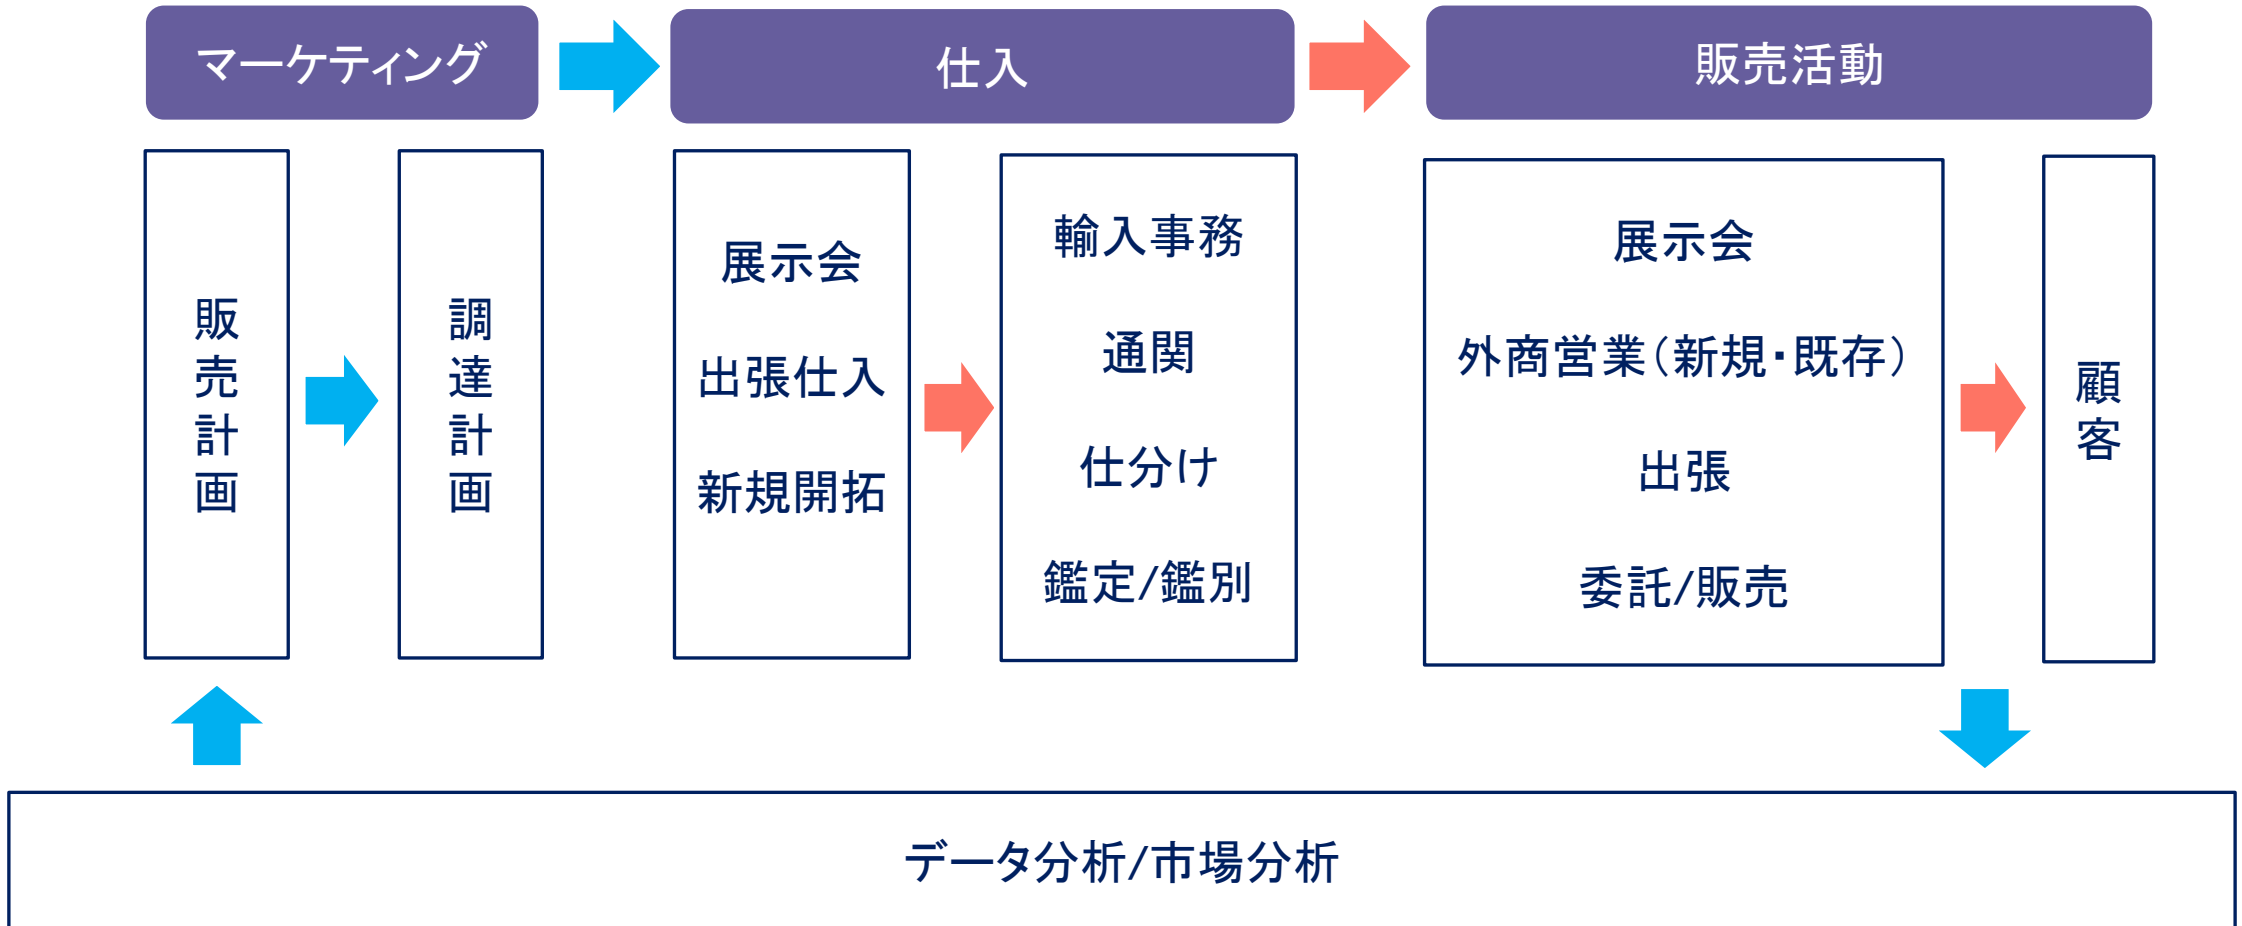 マーケティング
仕入
販売活動
販売計画
調達計画
展示会
出張仕入
新規開拓
輸入事務
通関
仕分け
鑑定/鑑別
展示会
外商営業（新規・既存）
出張
委託/販売
顧客
データ分析/市場分析